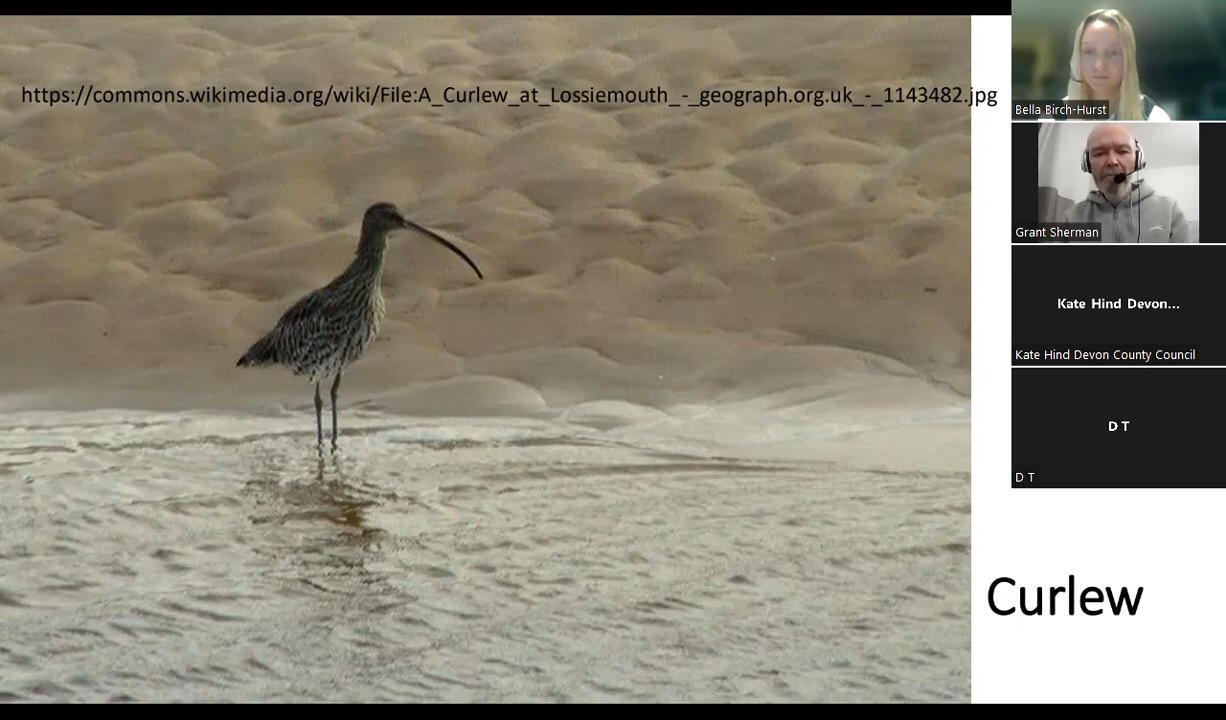 https://commons.wikimedia.org/wiki/File:A_Curlew_at_Lossiemouth_-_geograph.org.uk_-_1143482.jpg
Bella Birch-Hurst
Grant Sherman
Kate Hind Devon...
Kate Hind Devon County Council
D T
D T
Curlew